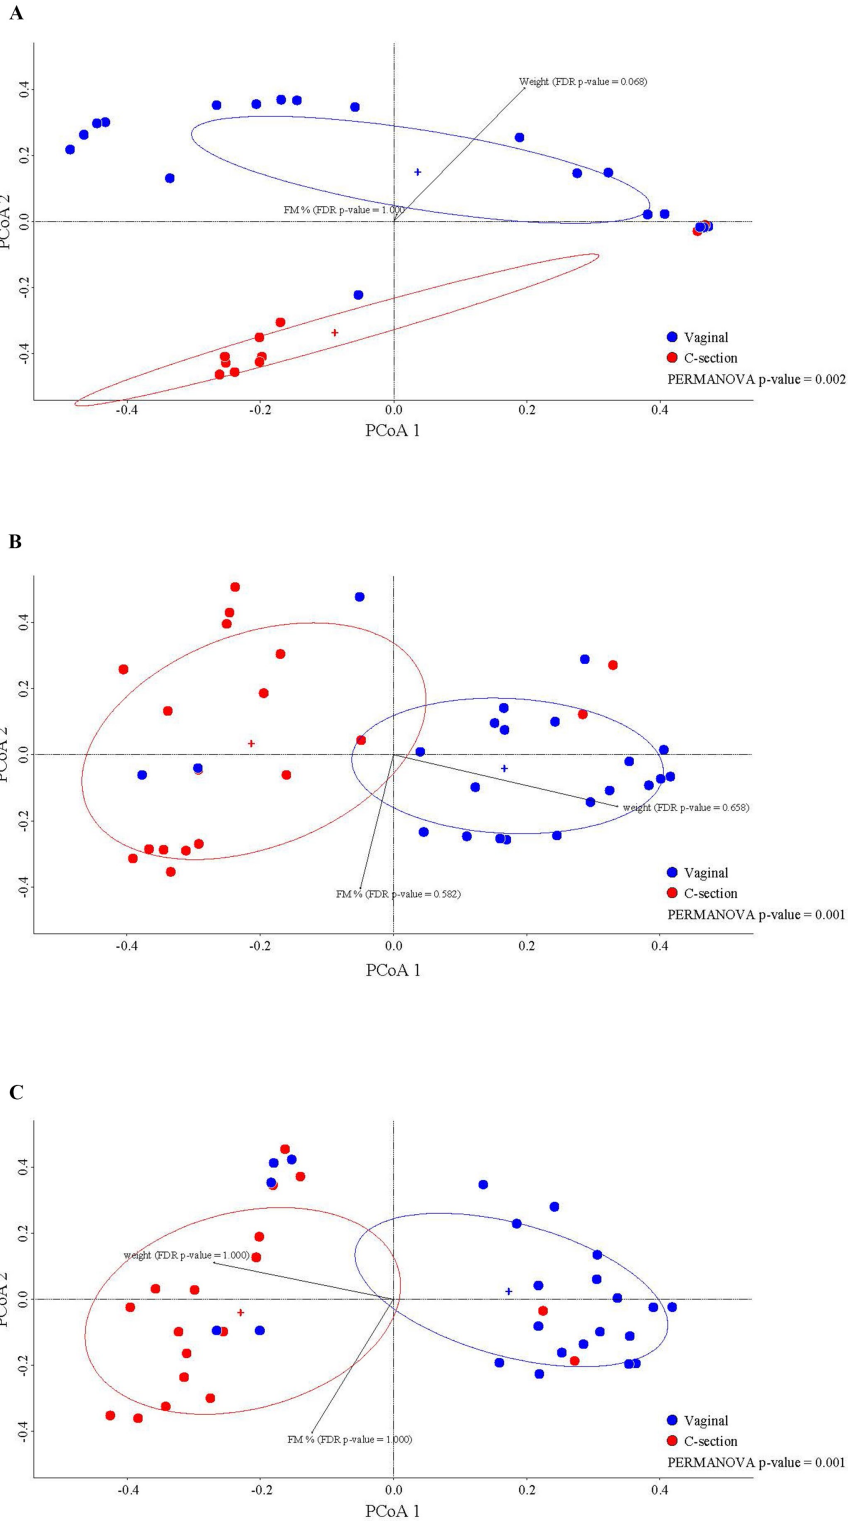 A
0.4
Weight (FDR p-value = 0.068)
0.2
FM % (FDR p-value = 1.000)
0.0
PCoA 2
-0.2
Vaginal
-0.4
C-section
PERMANOVA p-value = 0.002
-0.4 -0.2 0.0 0.2 0.4
PCoA 1
B
0.4
0.2
0.0
PCoA 2
weight (FDR p-value = 0.658)
-0.2
Vaginal
-0.4
FM % (FDR p-value = 0.582)
C-section
PERMANOVA p-value = 0.001
-0.4 -0.2 0.0 0.2 0.4
PCoA 1
C
0.4
0.2
weight (FDR p-value = 1.000)
0.0
PCoA 2
-0.2
-0.4
Vaginal
FM % (FDR p-value = 1.000)
C-section
PERMANOVA p-value = 0.001
-0.4 -0.2 0.0 0.2 0.4
PCoA 1